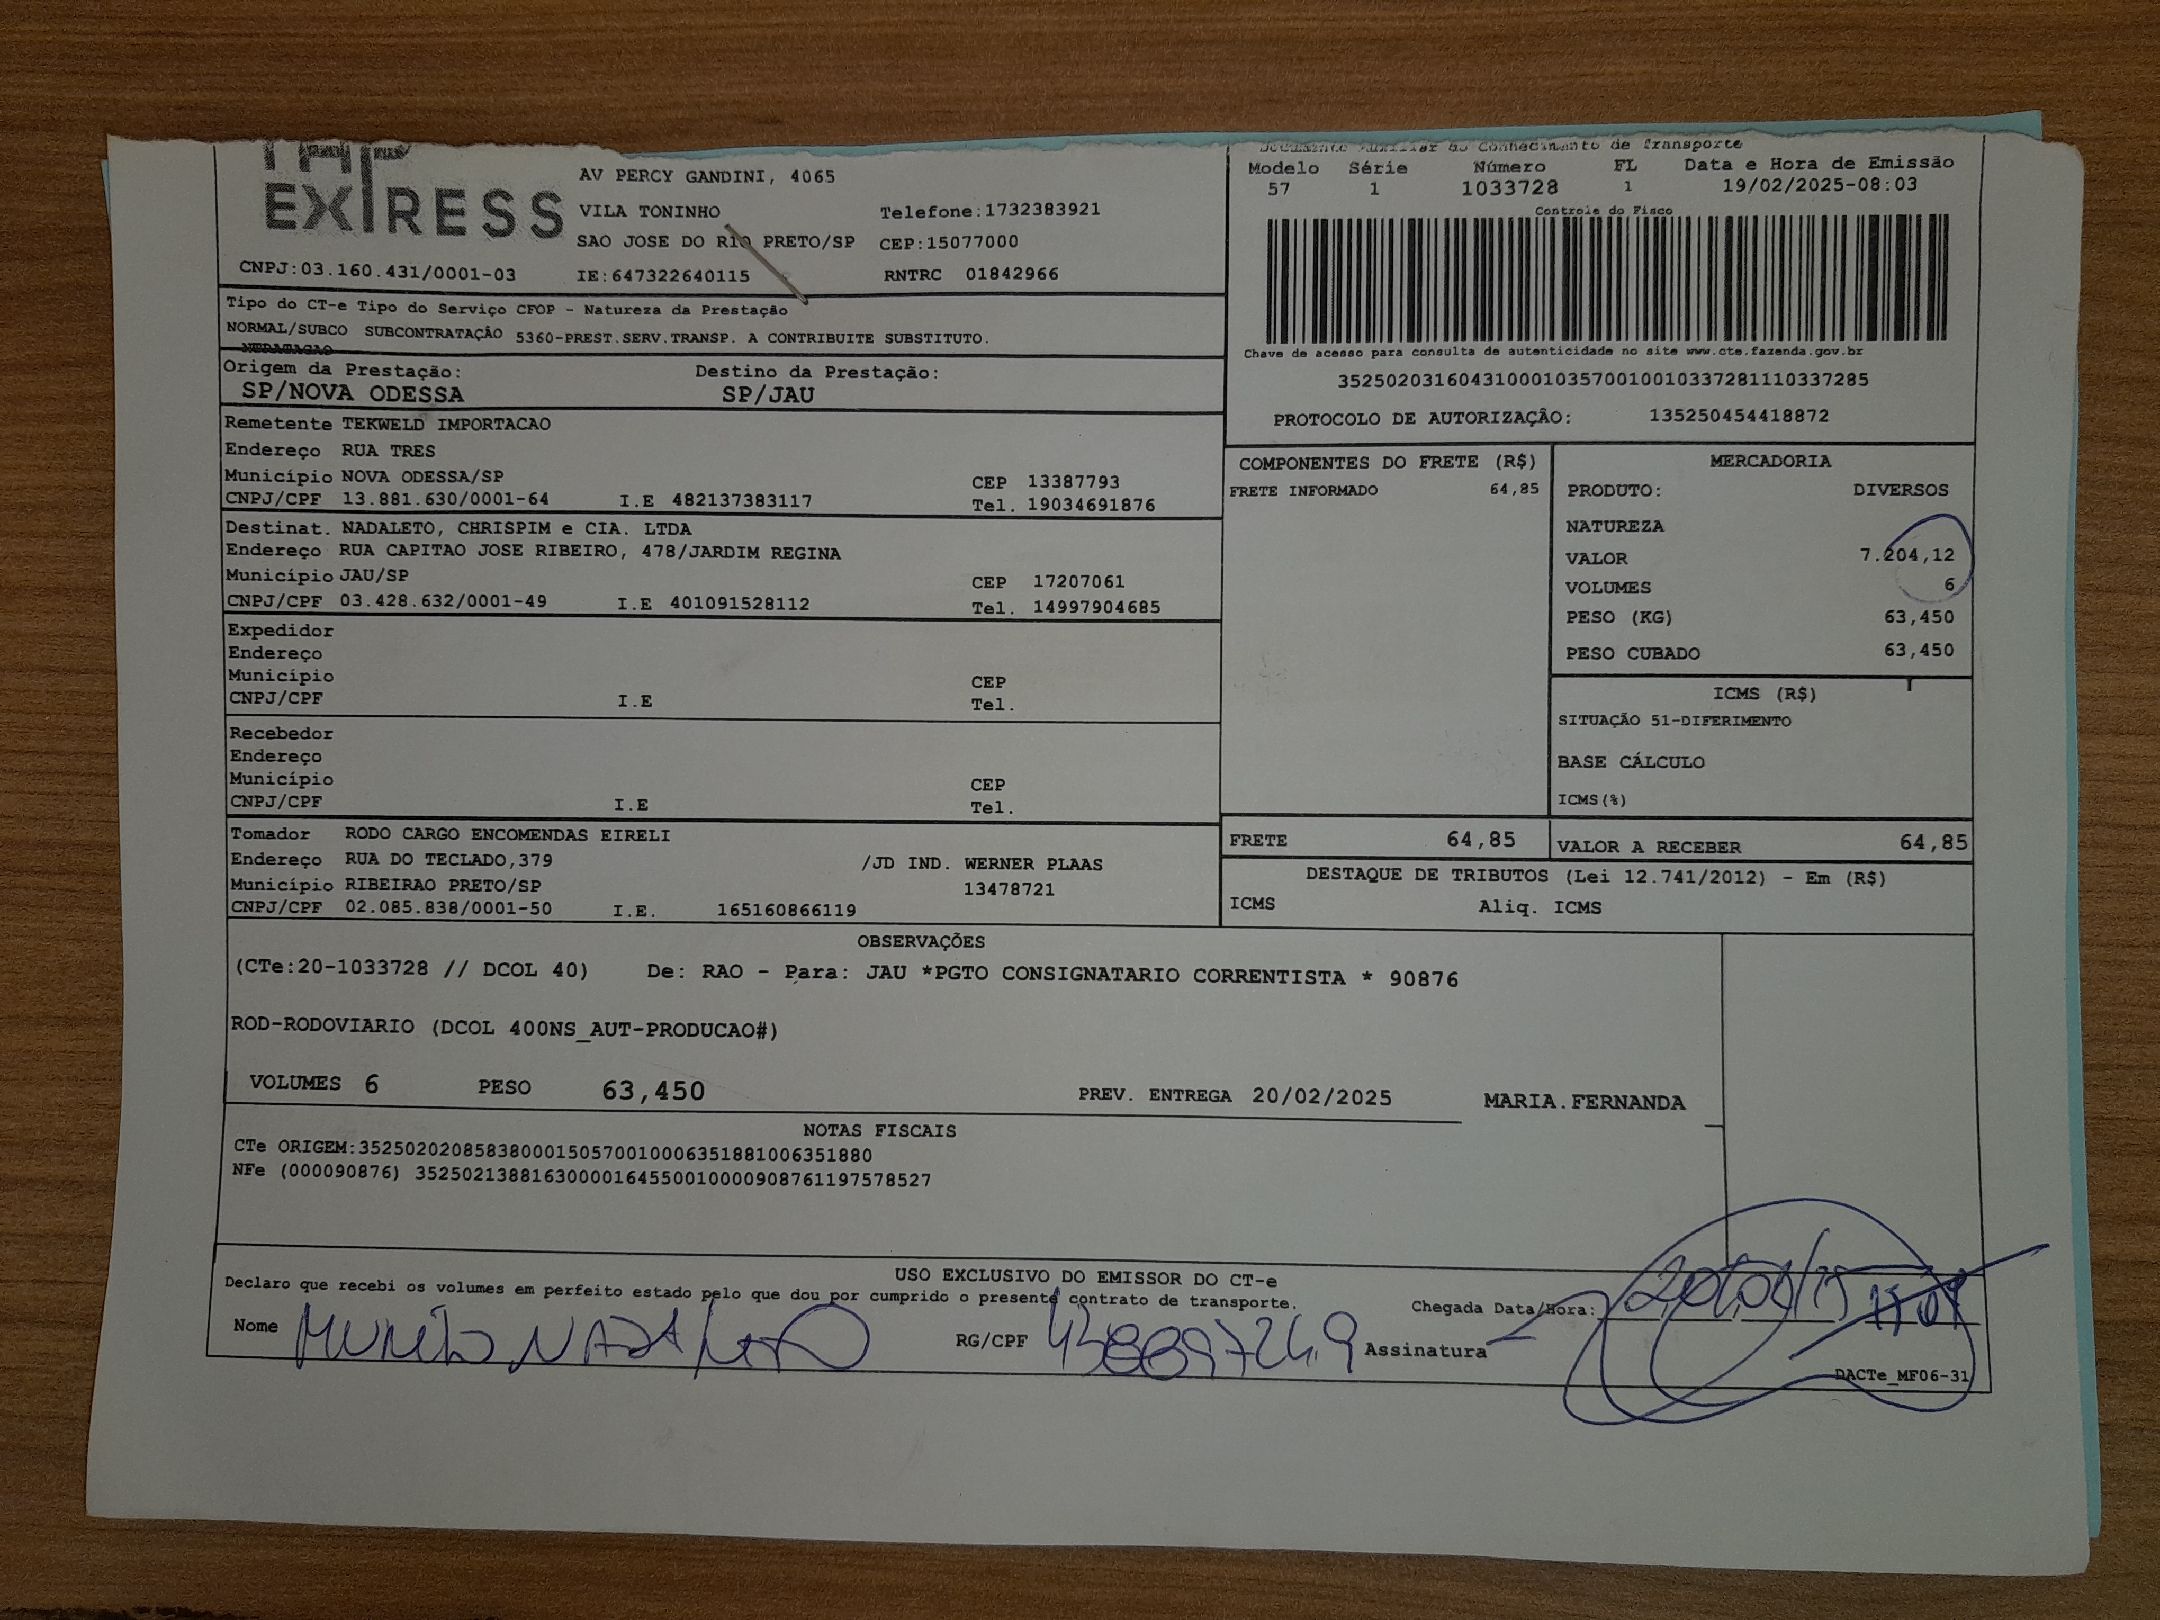 EXPRESS
AV PERCY GANDINI, 4065
VILA TONINHO Telefone:1732383921
SAO JOSE DO RIO PRETO/SP CEP:15077000
CNPJ:03.160.431/0001-03 IE:647322640115 RNTRC 01842966
Documento Auxiliar do Conhecimento de Transporte
Modelo Série Número FL Data e Hora de Emissão
57 1 1033728 1 19/02/2025-08:03
Controle do Fisco
Chave de acesso para consulta de autenticidade no site www.cte.fazenda.gov.br
35250203160431000103570010010337281110337285
PROTOCOLO DE AUTORIZAÇÂO: 135250454418872
Tipo do CT-e Tipo do Serviço CFOP - Natureza da Prestação
NORMAL/SUBCO SUBCONTRATAÇÂO 5360-PREST.SERV.TRANSP. A CONTRIBUITE SUBSTITUTO.
NTRATACAO
Origem da Prestação: Destino da Prestação:
SP/NOVA ODESSA SP/JAU
Remetente TEKWELD IMPORTACAO
Endereço RUA TRES
Município NOVA ODESSA/SP CEP 13387793
CNPJ/CPF 13.881.630/0001-64 I.E 482137383117 Tel. 19034691876
Destinat. NADALETO, CHRISPIM e CIA. LTDA
Endereço RUA CAPITAO JOSE RIBEIRO, 478/JARDIM REGINA
Município JAU/SP CEP 17207061
CNPJ/CPF 03.428.632/0001-49 I.E 401091528112 Tel. 14997904685
Expedidor
Endereço
Município CEP
CNPJ/CPF I.E Tel.
Recebedor
Endereço
Município CEP
CNPJ/CPF I.E Tel.
Tomador RODO CARGO ENCOMENDAS EIRELI
Endereço RUA DO TECLADO,379 /JD IND. WERNER PLAAS
Município RIBEIRAO PRETO/SP 13478721
CNPJ/CPF 02.085.838/0001-50 I.E. 165160866119
COMPONENTES DO FRETE (R$)
FRETE INFORMADO 64,85
MERCADORIA
PRODUTO: DIVERSOS
NATUREZA
VALOR 7.204,12
VOLUMES 6
PESO (KG) 63,450
PESO CUBADO 63,450
ICMS (R$)
SITUAÇÃO 51-DIFERIMENTO
BASE CÁLCULO
ICMS(%)
FRETE 64,85 VALOR A RECEBER 64,85
DESTAQUE DE TRIBUTOS (Lei 12.741/2012) - Em (R$)
ICMS Aliq. ICMS
OBSERVAÇÕES
(CTe:20-1033728 // DCOL 40) De: RAO - Para: JAU *PGTO CONSIGNATARIO CORRENTISTA * 90876
ROD-RODOVIARIO (DCOL 400NS_AUT-PRODUCAO#)
VOLUMES 6 PESO 63,450 PREV. ENTREGA 20/02/2025 MARIA.FERNANDA
NOTAS FISCAIS
CTe ORIGEM:35250202085838000150570010006351881006351880
NFe (000090876) 35250213881630000164550010000908761197578527
USO EXCLUSIVO DO EMISSOR DO CT-e
Declaro que recebi os volumes em perfeito estado pelo que dou por cumprido o presente contrato de transporte.
Chegada Data/Hora:
Nome RG/CPF Assinatura
DACTe_MF06-31